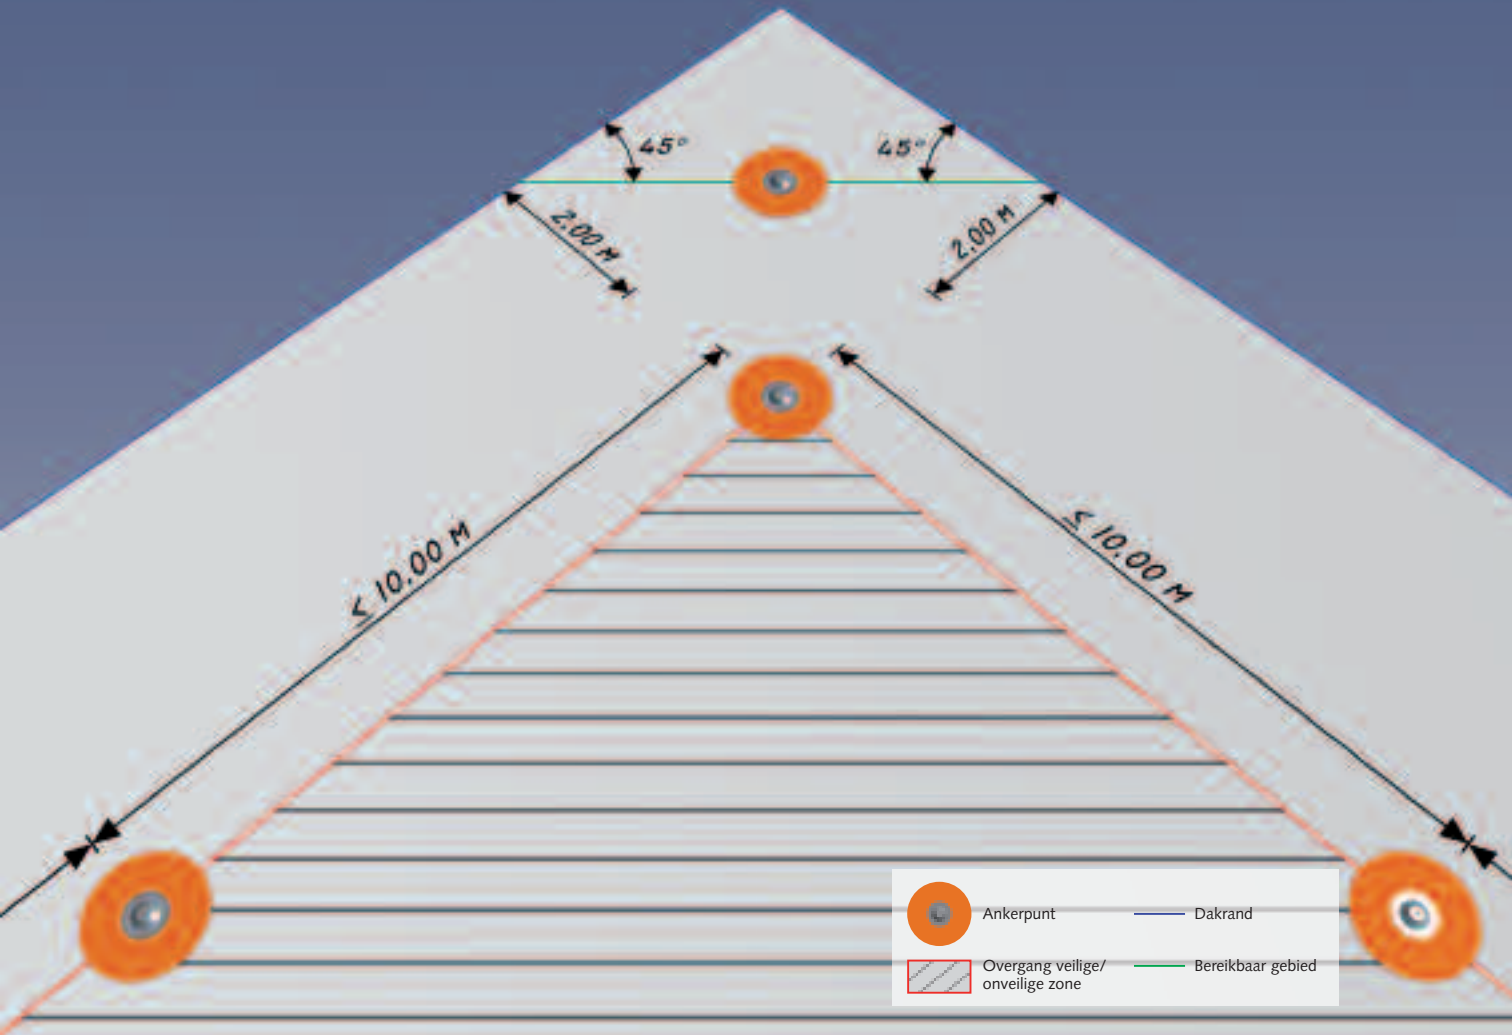 45°
45°
2,00 M
2,00 M
≤ 10,00 M
≤ 10,00 M
Ankerpunt
Dakrand
Overgang veilige/
onveilige zone
Bereikbaar gebied